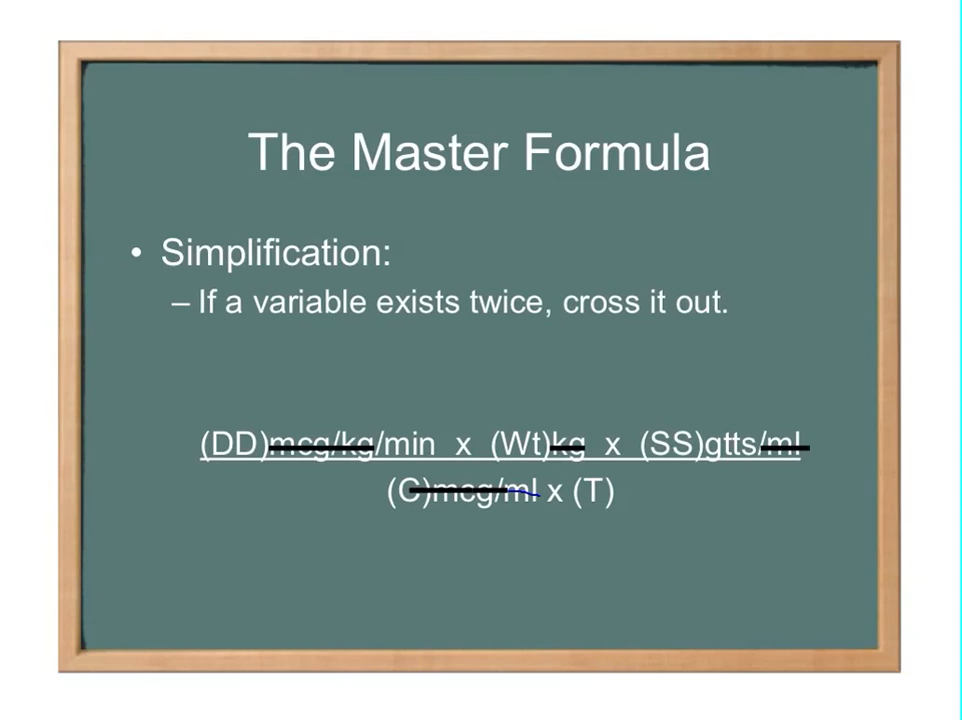 The Master Formula
• Simplification:
– If a variable exists twice, cross it out.
(DD)mcg/kg/min x (Wt)kg x (SS)gtts/ml
(C)mcg/ml x (T)